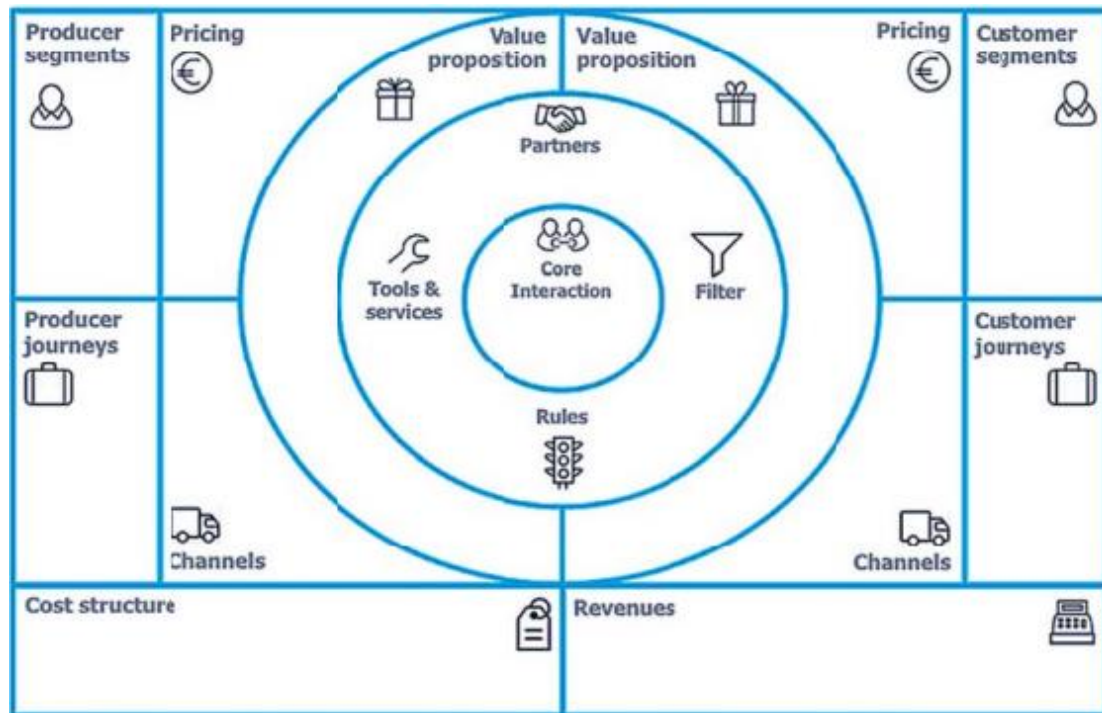 Producer
segments
Pricing
€
Value
propostion
Value
proposition
Pricing
€
Customer
segments
Partners
Tools &
services
Core
Interaction
Filter
Producer
journeys
Customer
journeys
Rules
Channels
Channels
Cost structure
Revenues